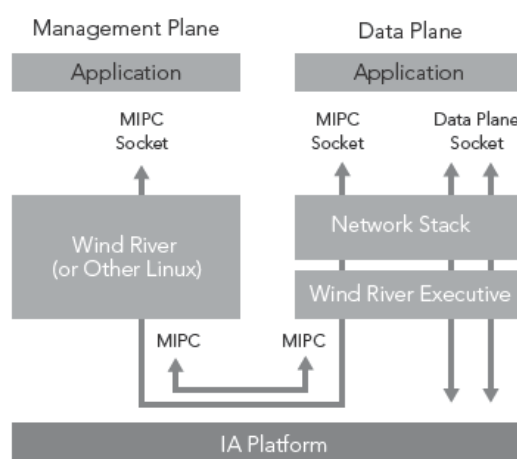 Management Plane
Data Plane
Application
Application
MIPC
Socket
MIPC
Socket
Data Plane
Socket
Wind River
(or Other Linux)
Network Stack
Wind River Executive
MIPC
MIPC
IA Platform